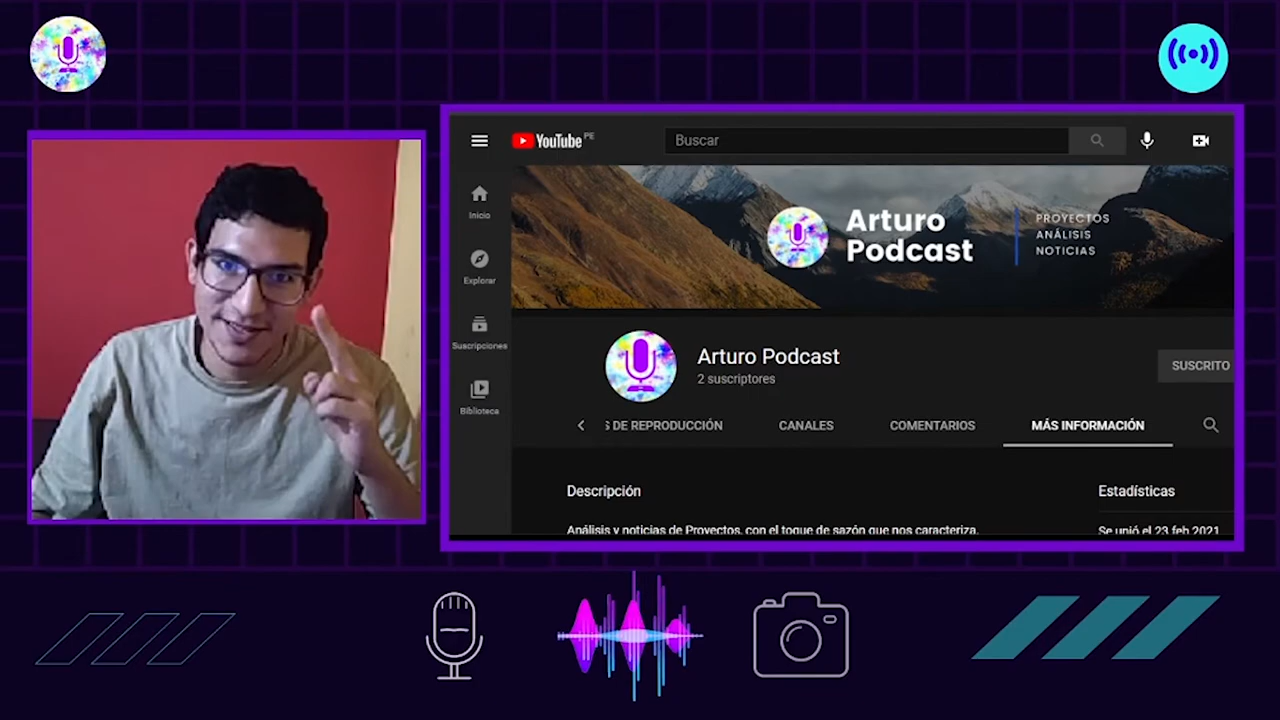 YouTube PE
Buscar
Inicio
Explorar
Suscripciones
Biblioteca
Arturo
Podcast
PROYECTOS
ANÁLISIS
NOTICIAS
Arturo Podcast
2 suscriptores
SUSCRITO
S DE REPRODUCCIÓN
CANALES
COMENTARIOS
MÁS INFORMACIÓN
Descripción
Estadísticas
Análisis y noticias de Proyectos, con el toque de sazón que nos caracteriza.
Se unió el 23 feb 2021